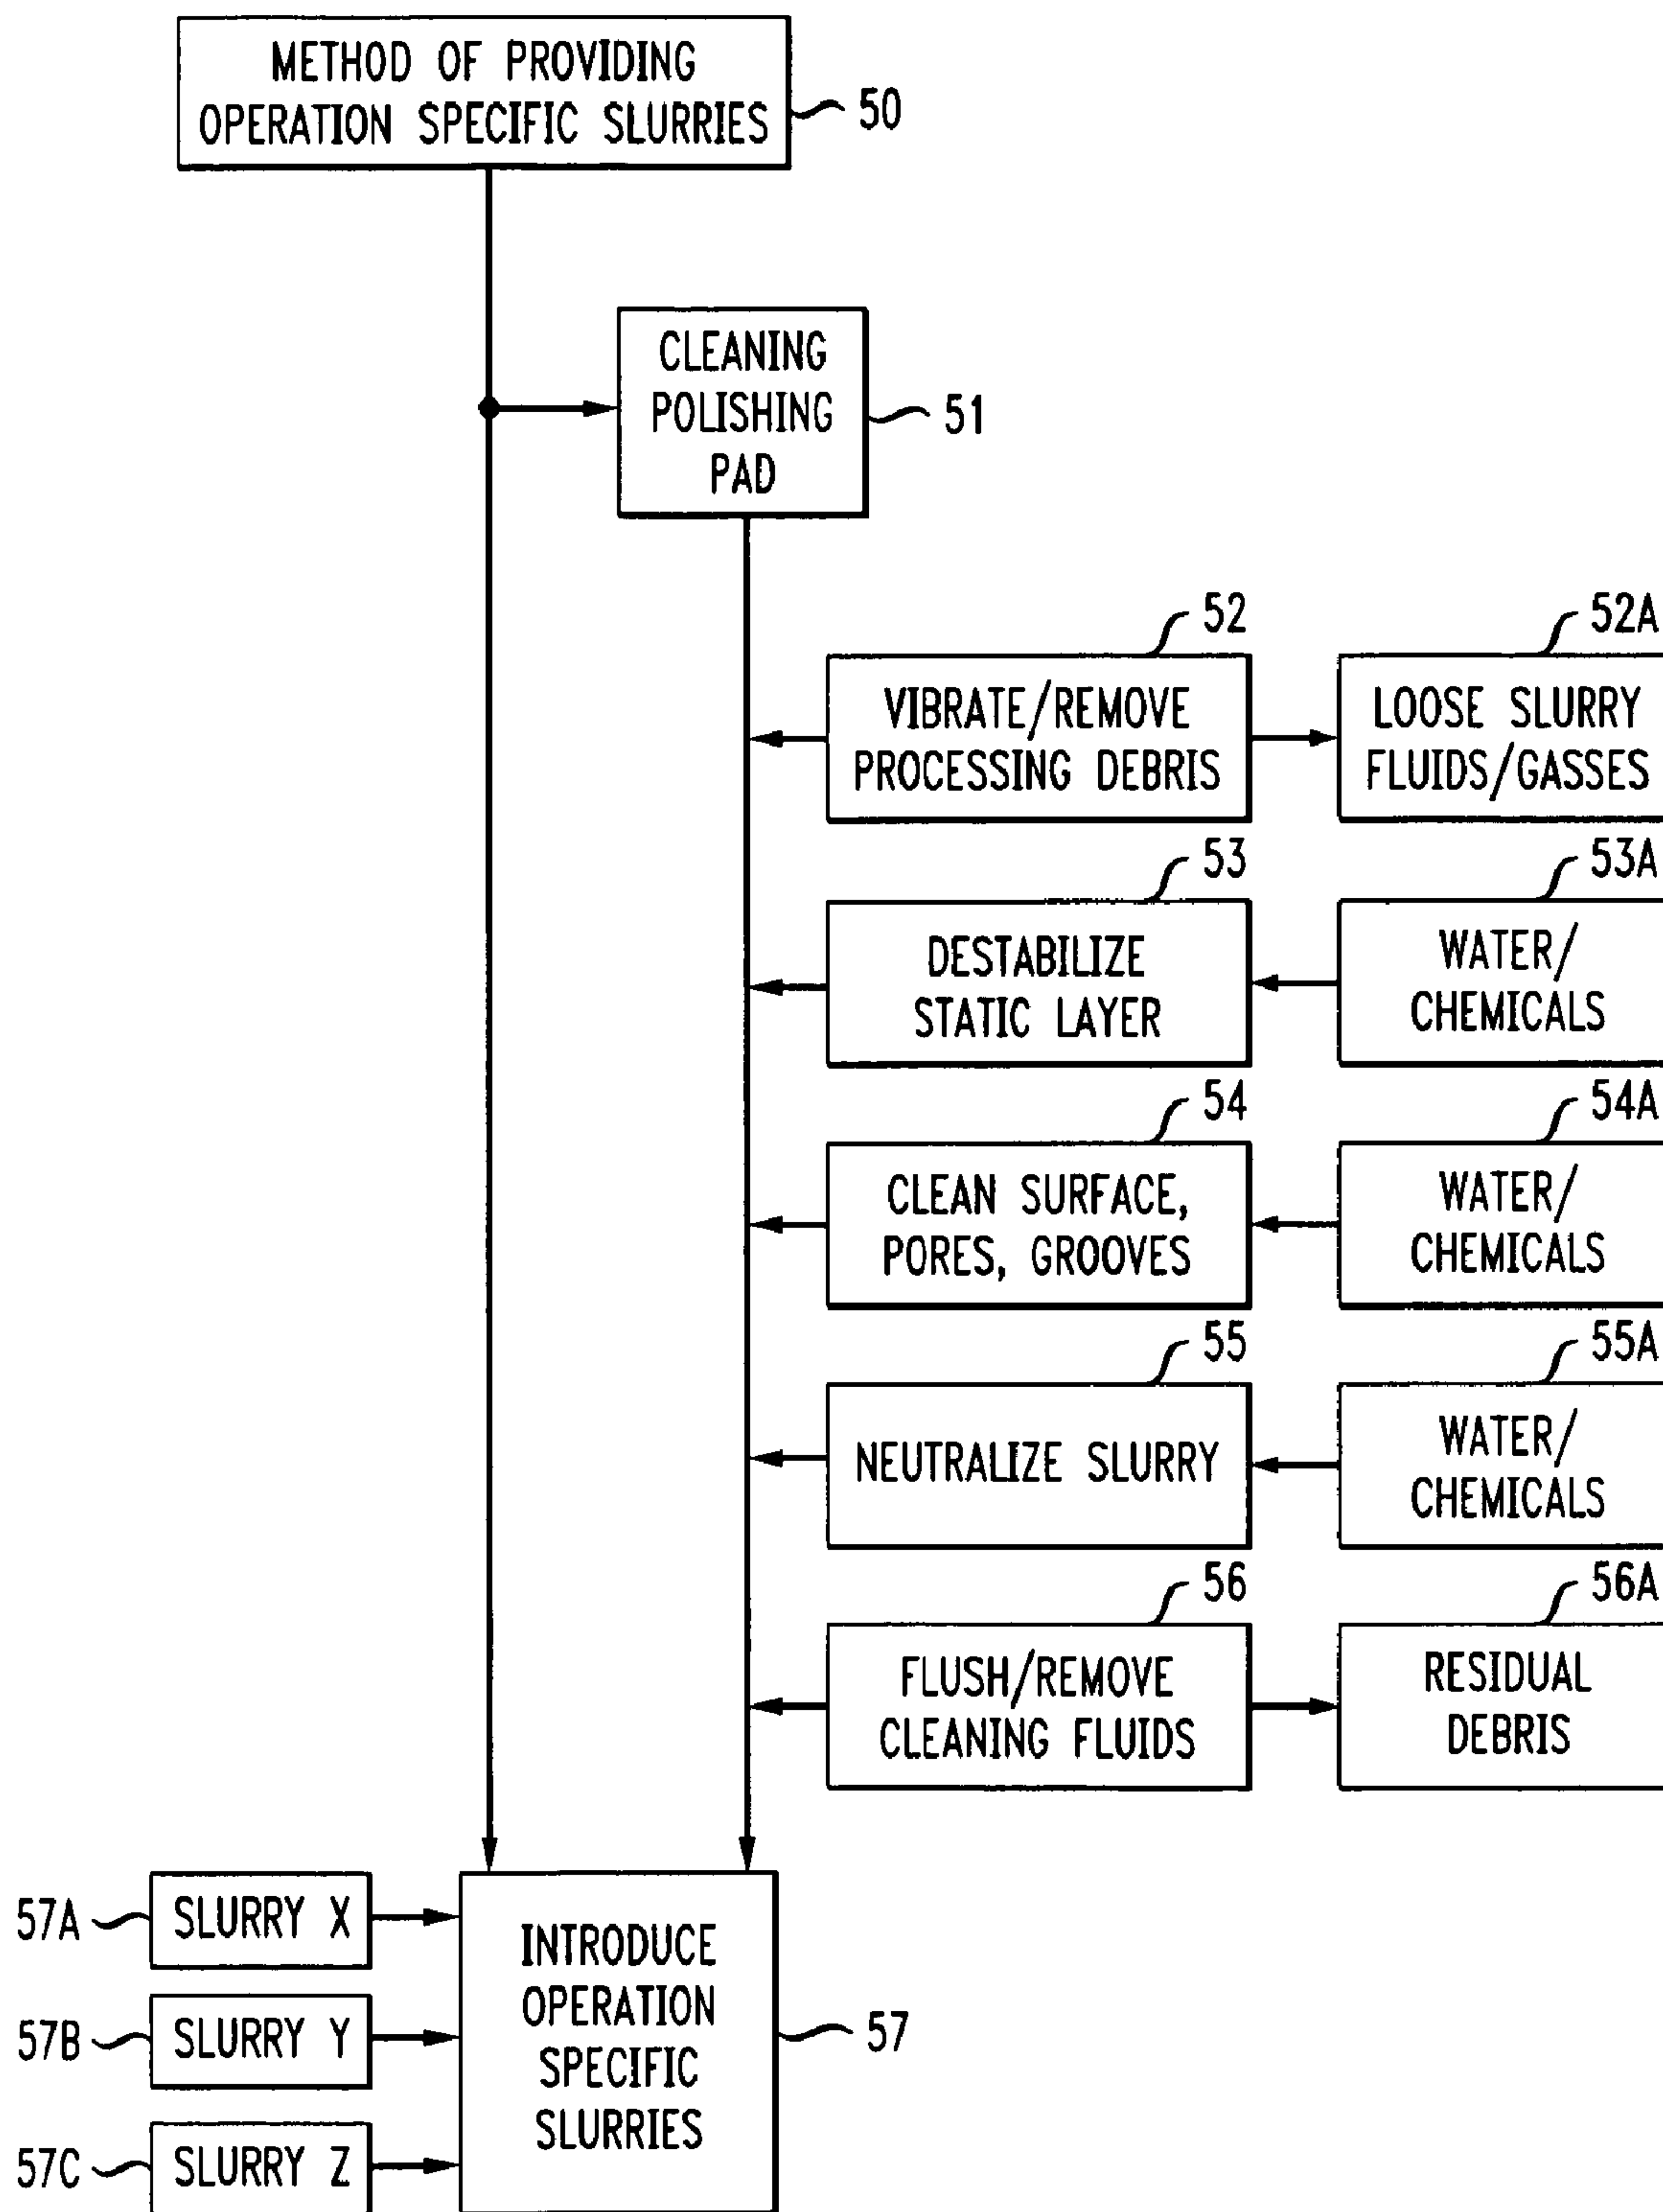 METHOD OF PROVIDING
OPERATION SPECIFIC SLURRIES
50
CLEANING
POLISHING
PAD
51
52
VIBRATE/REMOVE
PROCESSING DEBRIS
52A
LOOSE SLURRY
FLUIDS/GASSES
53
DESTABILIZE
STATIC LAYER
53A
WATER/
CHEMICALS
54
CLEAN SURFACE,
PORES, GROOVES
54A
WATER/
CHEMICALS
55
NEUTRALIZE SLURRY
55A
WATER/
CHEMICALS
56
FLUSH/REMOVE
CLEANING FLUIDS
56A
RESIDUAL
DEBRIS
57A
SLURRY X
57B
SLURRY Y
57C
SLURRY Z
INTRODUCE
OPERATION
SPECIFIC
SLURRIES
57